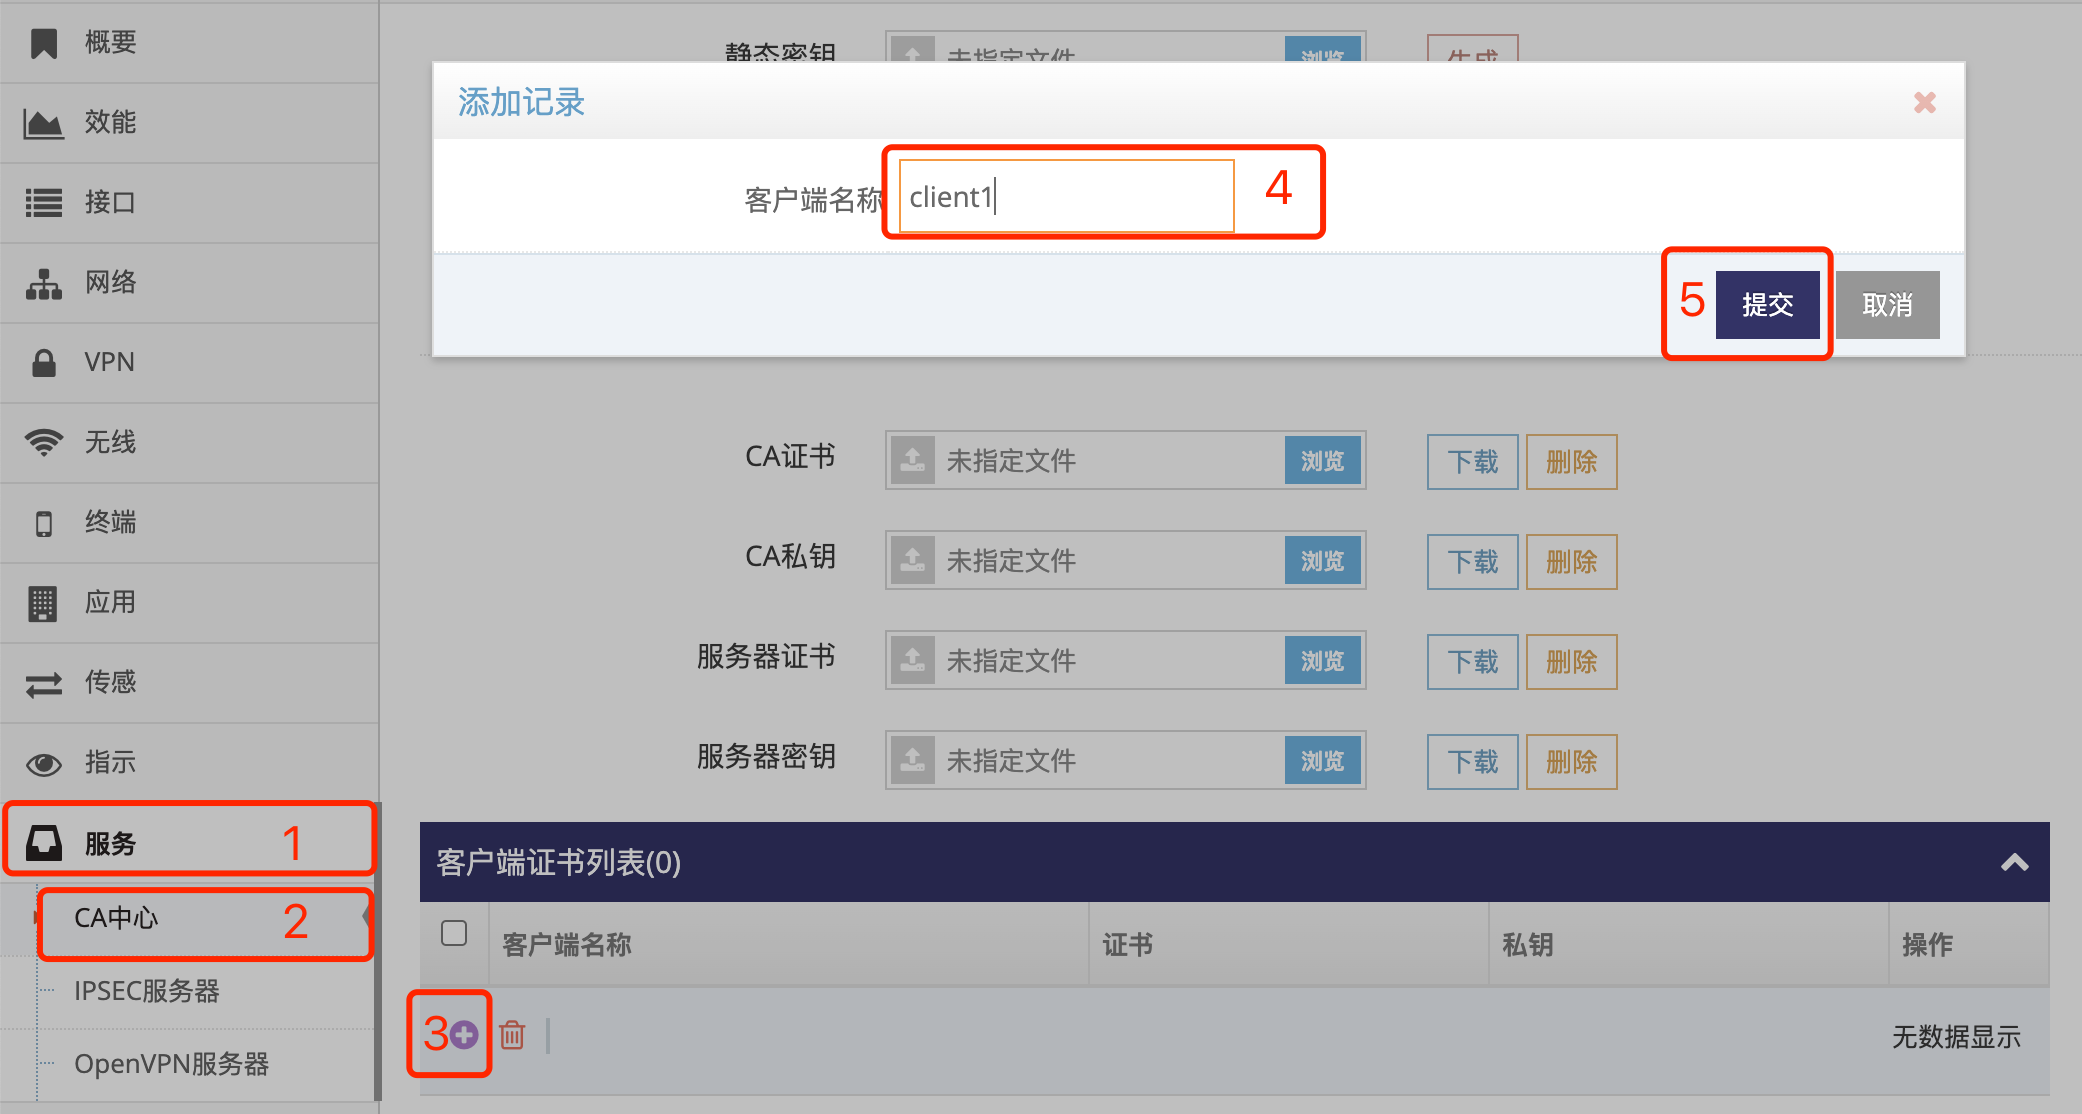 概要
效能
接口
网络
VPN
无线
终端
应用
传感
指示
服务 1
CA中心 2
IPSEC服务器
OpenVPN服务器
静态密钥 未指定文件 浏览 生成
添加记录
客户端名称 client1 4
5 提交 取消
CA证书 未指定文件 浏览 下载 删除
CA私钥 未指定文件 浏览 下载 删除
服务器证书 未指定文件 浏览 下载 删除
服务器密钥 未指定文件 浏览 下载 删除
客户端证书列表(0)
客户端名称 证书 私钥 操作
3 无数据显示